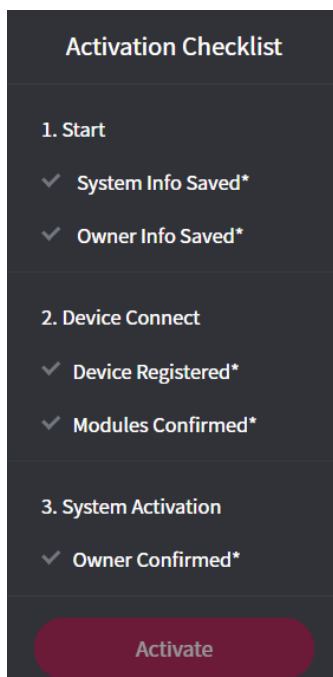 Activation Checklist
1. Start
System Info Saved*
Owner Info Saved*
2. Device Connect
Device Registered*
Modules Confirmed*
3. System Activation
Owner Confirmed*
Activate